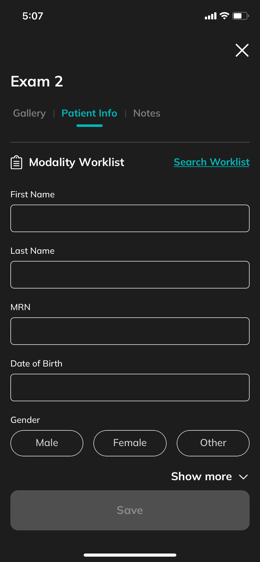 5:07
Exam 2
Gallery | Patient Info | Notes
Modality Worklist Search Worklist
First Name
Last Name
MRN
Date of Birth
Gender
Male Female Other
Show more
Save